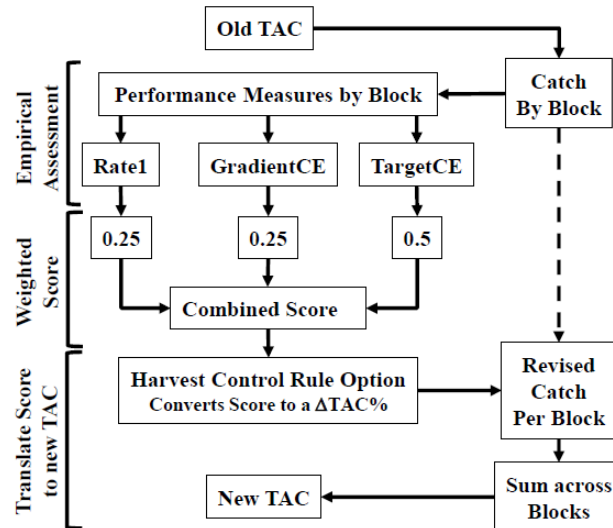 Old TAC
Catch
By Block
Performance Measures by Block
Empirical
Assessment
Rate1
GradientCE
TargetCE
Weighted
Score
0.25
0.25
0.5
Combined Score
Translate Score
to new TAC
Harvest Control Rule Option
Converts Score to a ΔTAC%
Revised
Catch
Per Block
New TAC
Sum across
Blocks